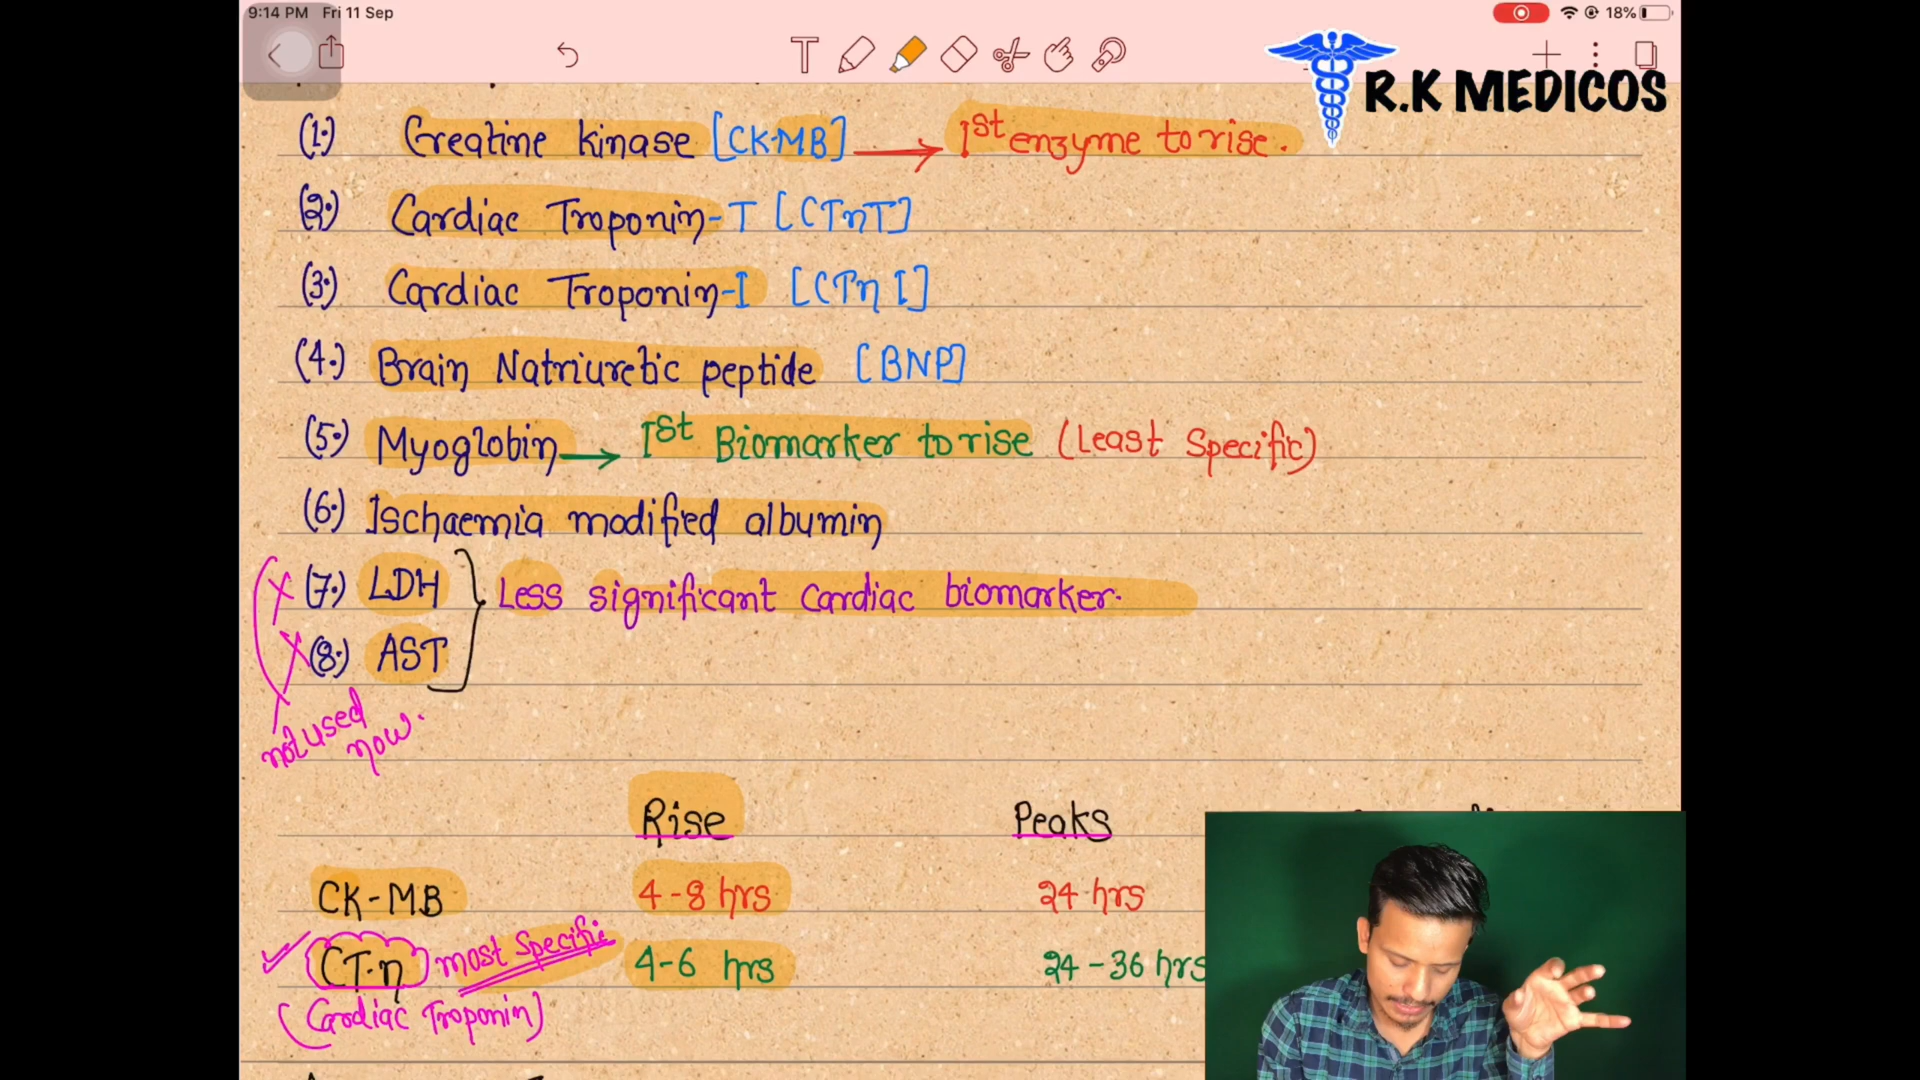 9:14 PM Fri 11 Sep
18%
R.K MEDICOS
(1.) Creatine kinase [CK-MB] → 1st enzyme to rise.
(2.) Cardiac Troponin-T [CTnT]
(3.) Cardiac Troponin-I [CTn I]
(4.) Brain Natriuretic peptide [BNP]
(5.) Myoglobin → 1st Biomarker to rise (Least Specific)
(6.) Ischaemia modified albumin
(7.) LDH } Less significant Cardiac biomarker.
(8.) AST
not used now.
Rise Peaks
CK-MB 4-8 hrs 24 hrs
CT-n most Specific 4-6 hrs 24-36 hrs
(Cardiac Troponin)